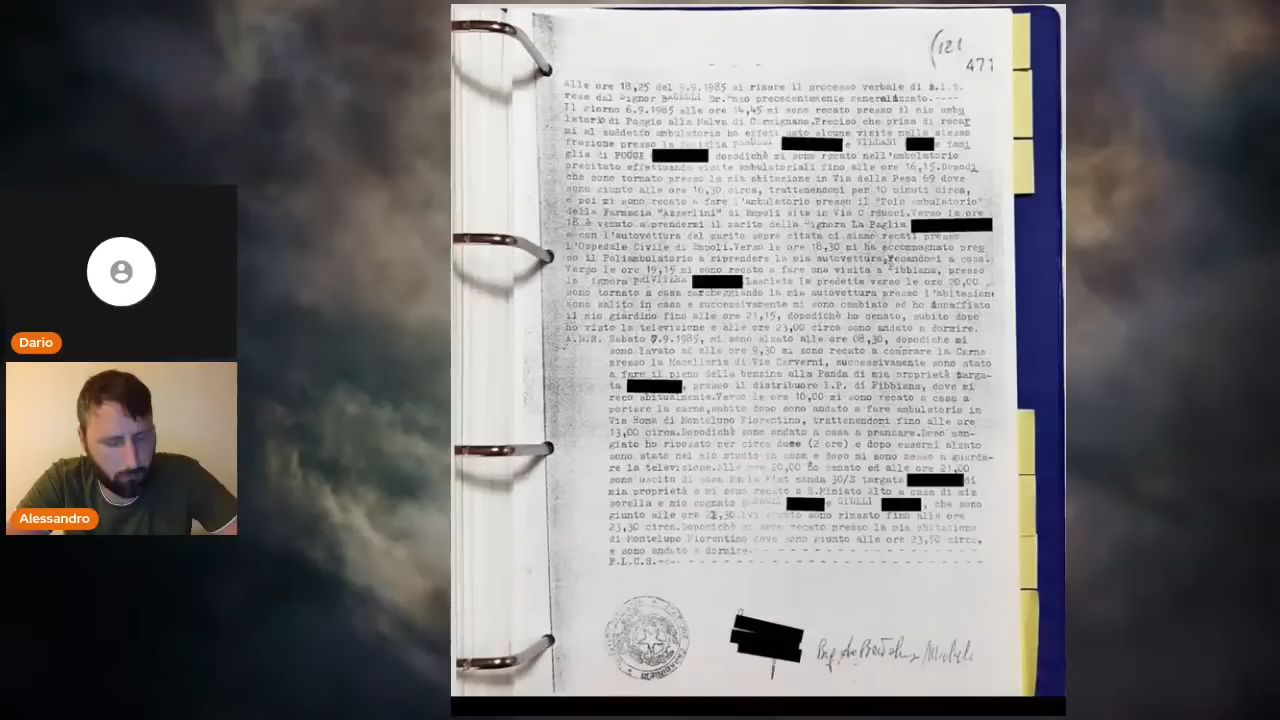 (121
471
Alle ore 18,25 del 9.9.1985 si riapre il processo verbale di s.i.t.
rese dal Signor precedentemente generalizzato.----
Il giorno 6.9.1985 alle ore 14,45 mi sono recato presso il mio ambu
latorio di Poggio alla Malva di Carmignano.Preciso che prima di recar
mi al suddetto ambulatorio ho effettuato alcune visite nella stessa
frazione presso la famiglia e VILLANI e fami
glia di POUCI dopodichè mi sono recato nell'ambulatorio
precitato effettuando visite ambulatoriali fino alle ore 16,15.Dopodi
che sono tornato presso la mia abitazione in Via della Pesa 69 dove
sono giunto alle ore 16,30 circa, trattenendomi per 10 minuti circa,
e poi mi sono recato a fare l'ambulatorio presso il "Polo ambulatorio"
della Farmacia "Azzerlini" di Empoli sita in Via Carducci.Verso le ore
18 è venuto a prendermi il marito della Signora La Paglia
e con l'autovettura del marito sopra citata ci siamo recati presso
l'Ospedale Civile di Empoli.Verso le ore 18,30 mi ha accompagnato pres
so il Poliambulatorio a riprendere la mia autovettura,recandomi a casa.
Verso le ore 19,15 mi sono recato a fare una visita a Fibbiana, presso
la Signora Lasciata la predetta verso le ore 20,00
sono tornato a casa parcheggiando la mia autovettura presso l'abitazione
sono salito in casa e successivamente mi sono cambiato ed ho annaffiato
il mio giardino fino alle ore 21,15, dopodichè ho cenato, subito dopo
ho visto la televisione e alle ore 23,00 circa sono andato a dormire.
A.D.R. Sabato 7.9.1985, mi sono alzato alle ore 08,30, dopodiche mi
sono lavato ed alle ore 9,30 mi sono recato a comprare la Carne
presso la Macelleria di Via Caverni, successivamente sono stato
a fare il pieno della benzina alla Panda di mia proprietà targa-
ta , presso il distributore I.P. di Fibbiana, dove mi
reco abitualmente.Verso le ore 10,00 mi sono recato a casa a
portare la carne,subito dopo sono andato a fare ambulatorio in
Via Roma di Montelupo Fiorentino, trattenendomi fino alle ore
13,00 circa.Dopodichè sono andato a casa a pranzare.Dopo man-
giato ho riposato per circa due (2 ore) e dopo essermi alzato
sono stato nel mio studio in casa e dopo mi sono messo a guarda-
re la televisione.Alle ore 20,00 ho cenato ed alle ore 21,00
sono uscito di casa con la Fiat panda 30/S targata di
mia proprietà e mi sono recato a S.Miniato Alto a casa di mia
sorella e mio cognato e CIULLI , che sono
giunto alle ore 21,30.Ivi giunto sono rimasto fino alle ore
23,30 circa.Dopodichè mi sono recato presso la mia abitazione
di Montelupo Fiorentino dove sono giunto alle ore 23,50 circa,
e sono andato a dormire.- - - - - - - - - - - - - - - - -
F.L.C.S.- - - - - - - - - - - - - - - - - - - - - - -
Dario
Alessandro